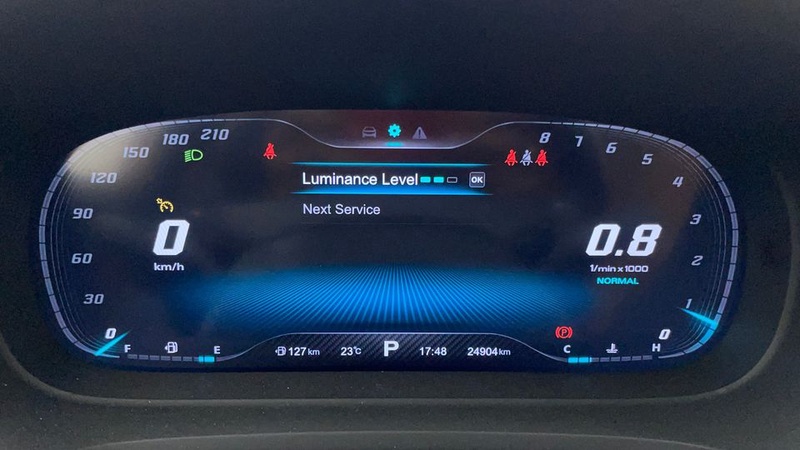 180 210
150
120
90
60
30
0
0
km/h
Luminance Level OK
Next Service
8
7
6
5
4
3
2
1
0
0.8
1/min x 1000
NORMAL
(P)
F E
127 km 23°C P 17:48 24904 km
C H